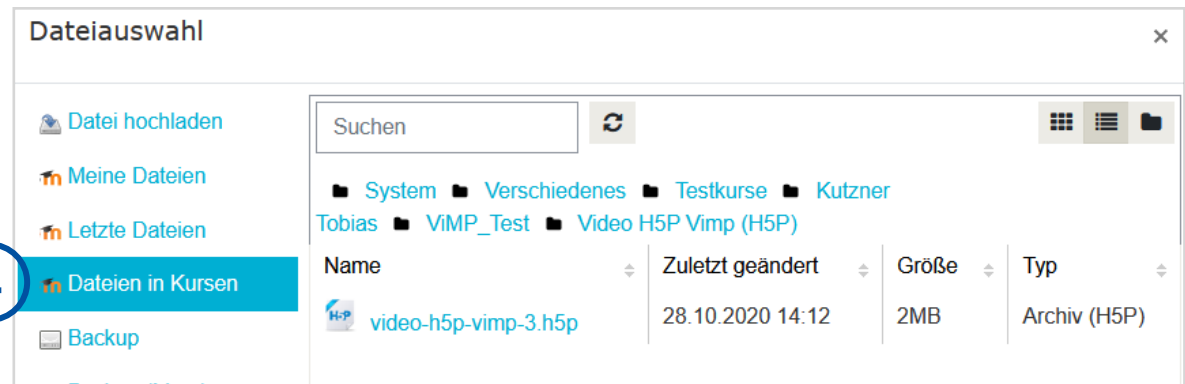 Dateiauswahl ×
Datei hochladen
Meine Dateien
Letzte Dateien
Dateien in Kursen
Backup
Suchen
System Verschiedenes Testkurse Kutzner
Tobias ViMP_Test Video H5P Vimp (H5P)
Name Zuletzt geändert Größe Typ
H-P video-h5p-vimp-3.h5p 28.10.2020 14:12 2MB Archiv (H5P)